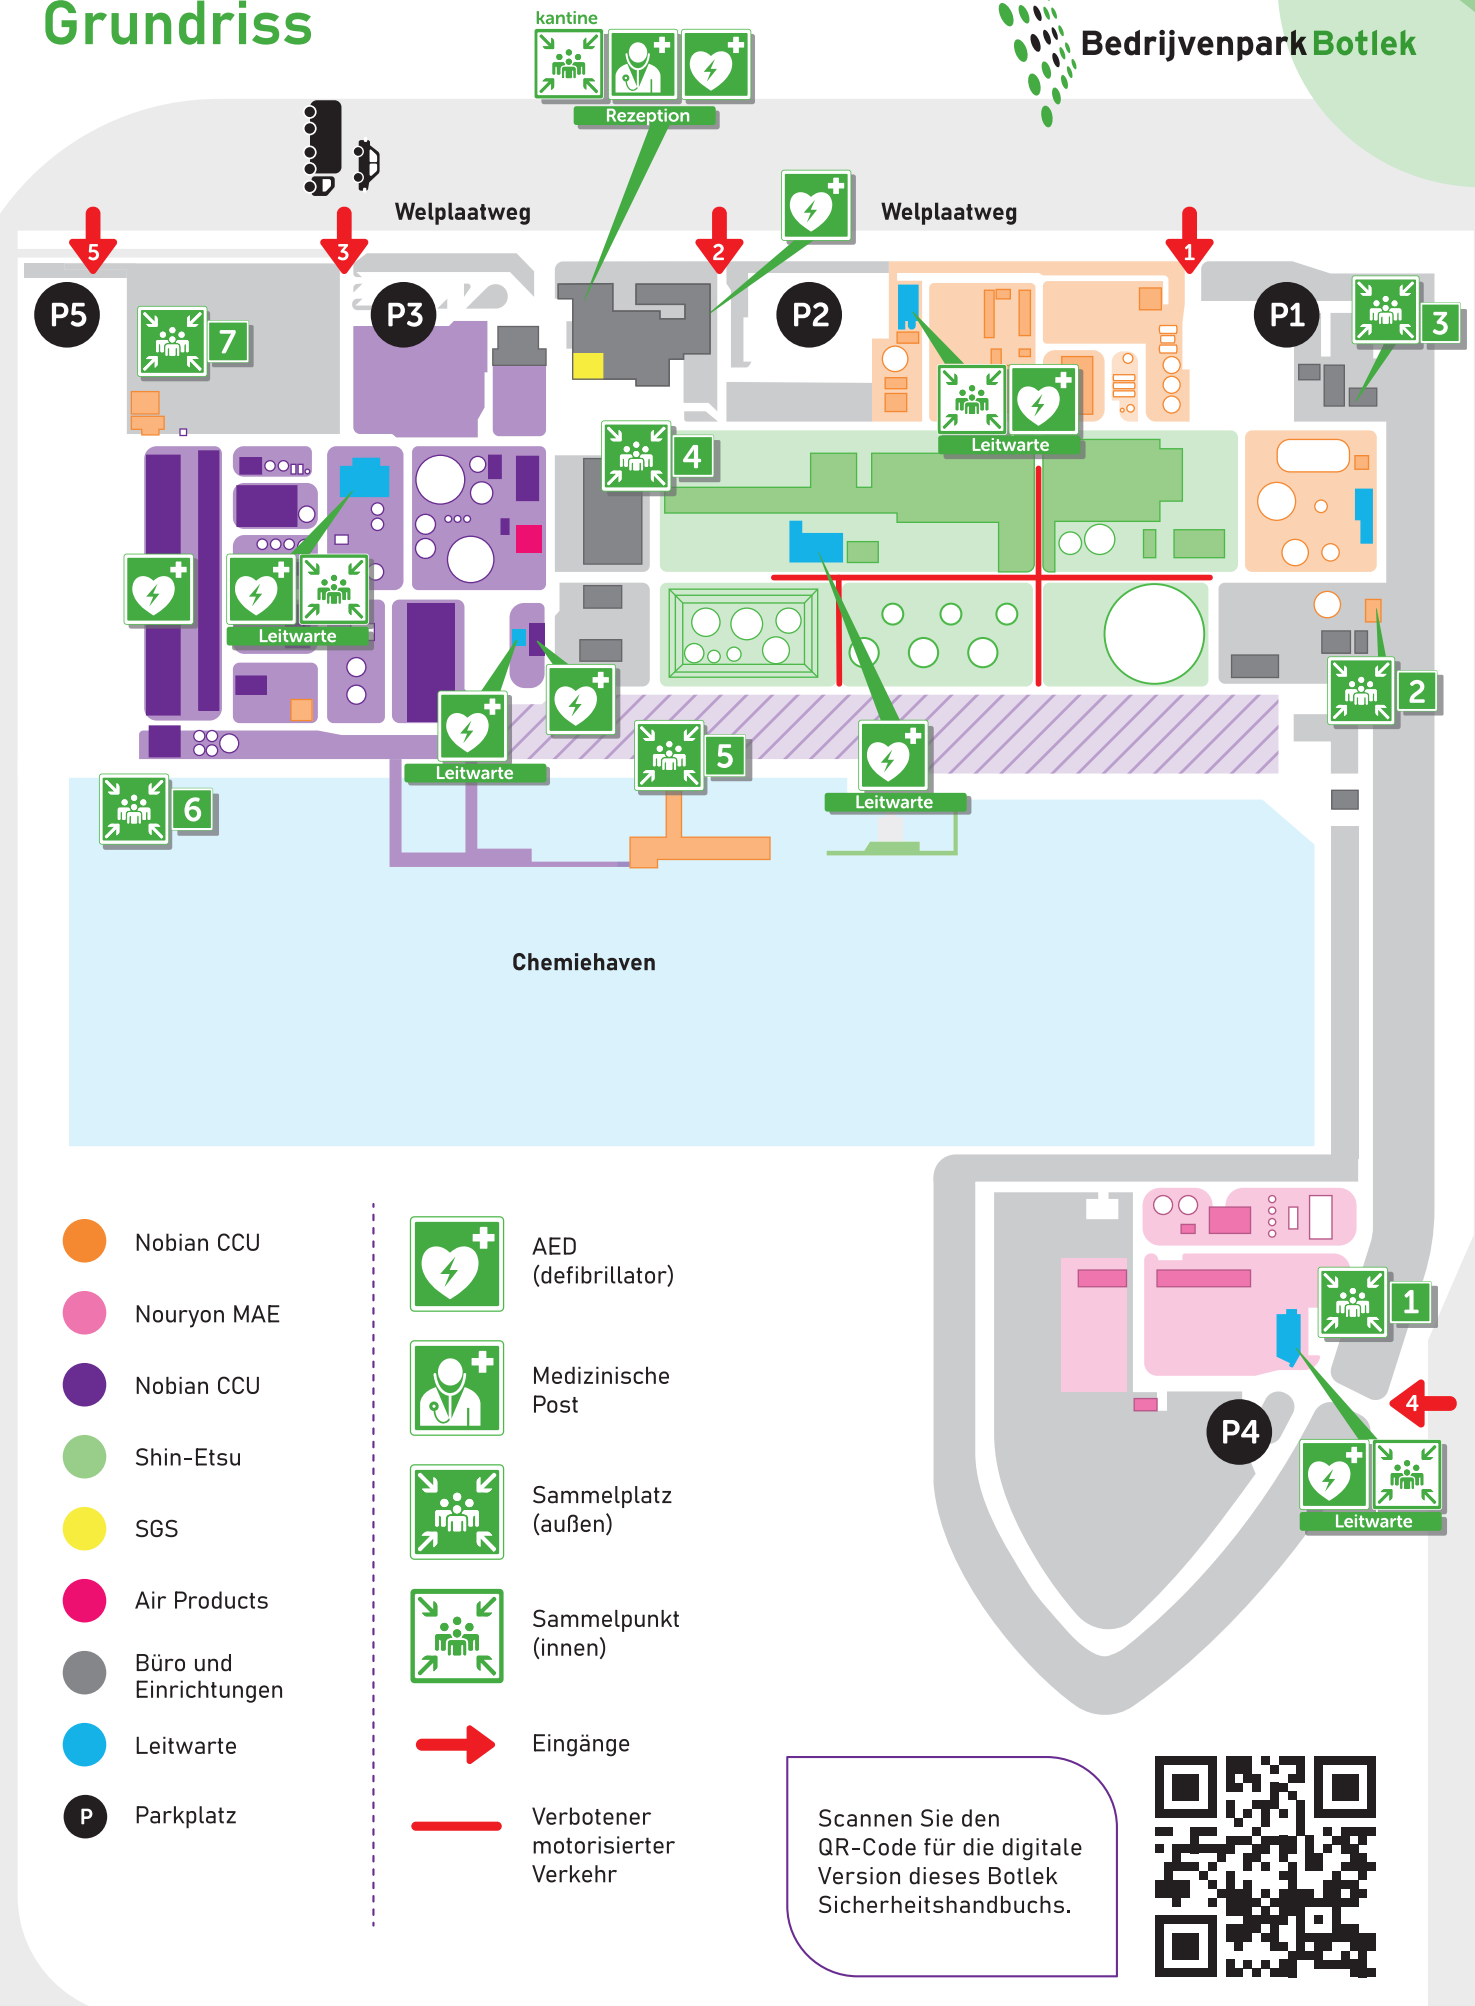 Grundriss
kantine
Rezeption
Bedrijvenpark Botlek
Welplaatweg
Welplaatweg
5
3
2
1
P5
P3
P2
P1
7
3
4
Leitwarte
Leitwarte
2
5
Leitwarte
Leitwarte
6
Chemiehaven
1
4
P4
Leitwarte
Nobian CCU
Nouryon MAE
Nobian CCU
Shin-Etsu
SGS
Air Products
Büro und
Einrichtungen
Leitwarte
P
Parkplatz
AED
(defibrillator)
Medizinische
Post
Sammelplatz
(außen)
Sammelpunkt
(innen)
Eingänge
Verbotener
motorisierter
Verkehr
Scannen Sie den
QR-Code für die digitale
Version dieses Botlek
Sicherheitshandbuchs.